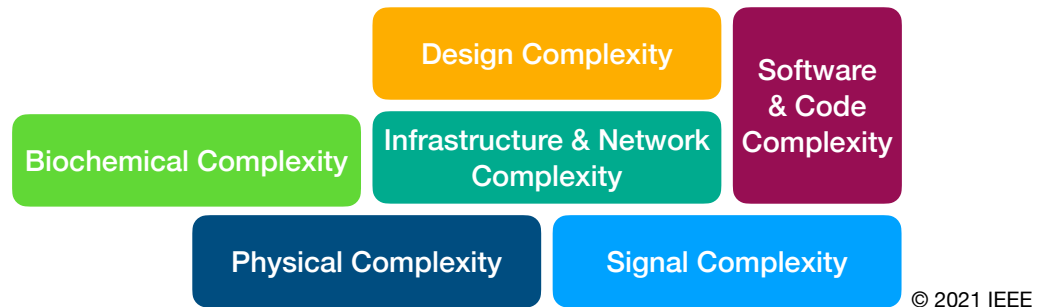 Design Complexity
Software
& Code
Complexity
Biochemical Complexity
Infrastructure & Network
Complexity
Physical Complexity
Signal Complexity
© 2021 IEEE